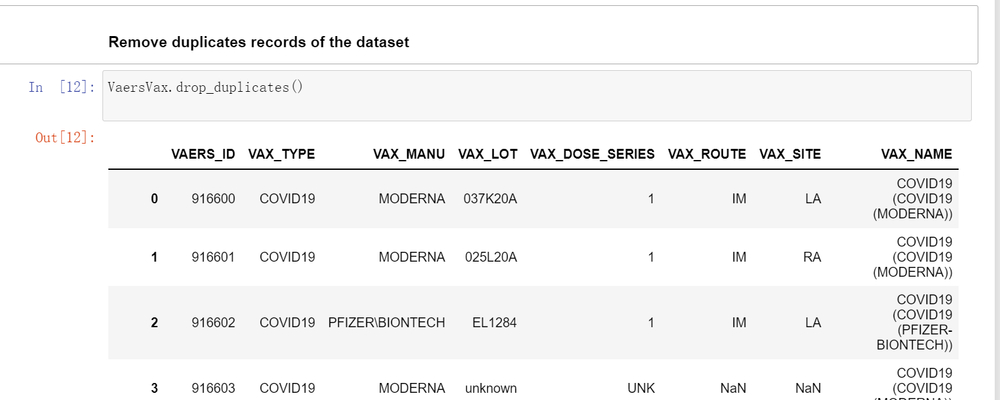 Remove duplicates records of the dataset
In [12]: VaersVax.drop_duplicates()
Out[12]:
VAERS_ID VAX_TYPE VAX_MANU VAX_LOT VAX_DOSE_SERIES VAX_ROUTE VAX_SITE VAX_NAME
COVID19
0 916600 COVID19 MODERNA 037K20A 1 IM LA (COVID19
(MODERNA))
COVID19
1 916601 COVID19 MODERNA 025L20A 1 IM RA (COVID19
(MODERNA))
COVID19
(COVID19
2 916602 COVID19 PFIZER\BIONTECH EL1284 1 IM LA (PFIZER-
BIONTECH))
COVID19
3 916603 COVID19 MODERNA unknown UNK NaN NaN (COVID19
(MODERNA))